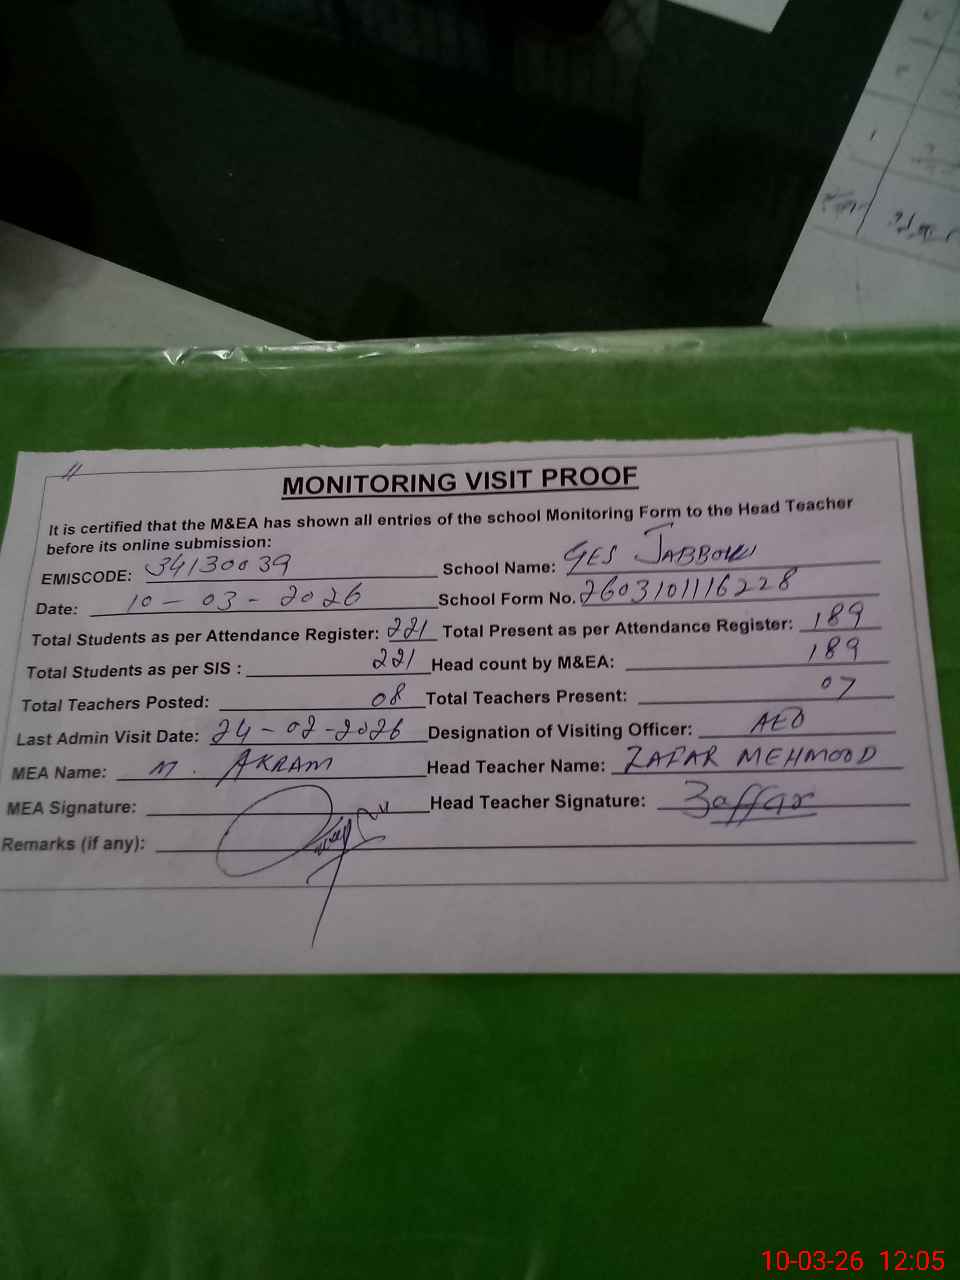 MONITORING VISIT PROOF
It is certified that the M&EA has shown all entries of the school Monitoring Form to the Head Teacher
before its online submission:
EMISCODE: 34130039 School Name: GES JABBOKI
Date: 10-03-2026 School Form No. 2603101116228
Total Students as per Attendance Register: 221 Total Present as per Attendance Register: 189
Total Students as per SIS : 221 Head count by M&EA: 189
Total Teachers Posted: 08 Total Teachers Present: 07
Last Admin Visit Date: 24-02-2026 Designation of Visiting Officer: AEO
MEA Name: M. AKRAM Head Teacher Name: ZAFAR MEHMOOD
MEA Signature: Head Teacher Signature: Zaffar
Remarks (if any):
10-03-26 12:05